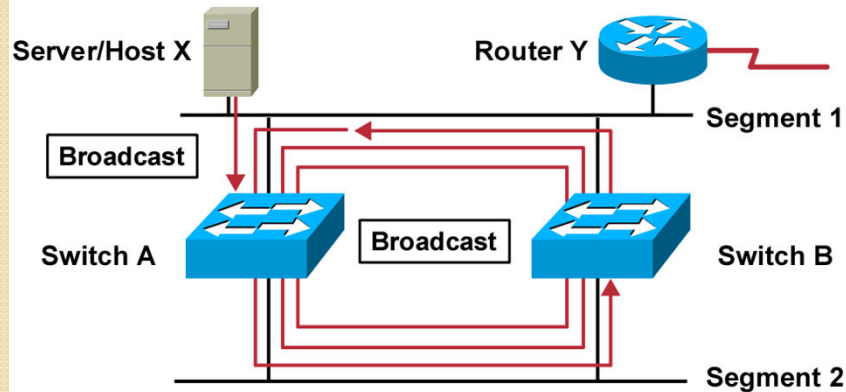 Server/Host X
Router Y
Segment 1
Broadcast
Switch A
Broadcast
Switch B
Segment 2